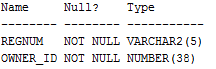 Name     Null?    Type
-------- -------- -----------
REGNUM   NOT NULL VARCHAR2(5)
OWNER_ID NOT NULL NUMBER(38)